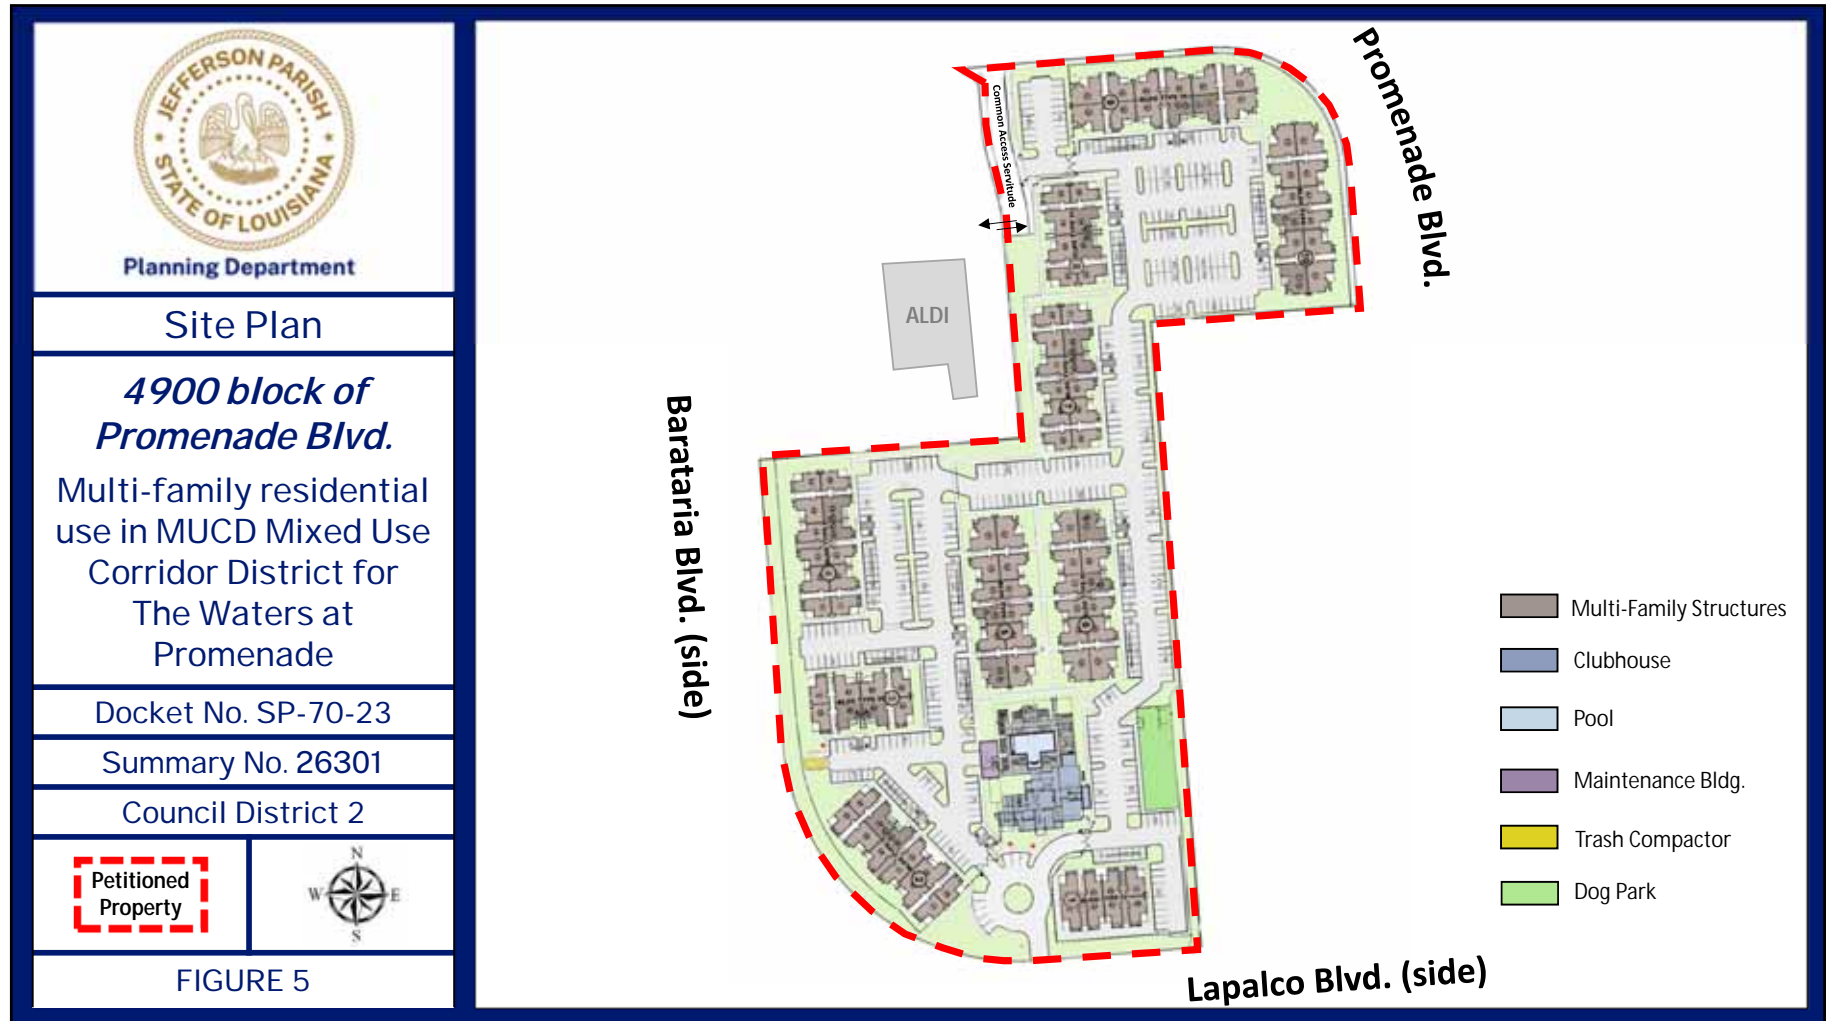 JEFFERSON PARISH
STATE OF LOUISIANA
Planning Department
Site Plan
4900 block of
Promenade Blvd.
Multi-family residential
use in MUCD Mixed Use
Corridor District for
The Waters at
Promenade
Docket No. SP-70-23
Summary No. 26301
Council District 2
Petitioned
Property
N
W
E
S
FIGURE 5
Promenade Blvd.
Common Access Servitude
ALDI
Barataria Blvd. (side)
Lapalco Blvd. (side)
Multi-Family Structures
Clubhouse
Pool
Maintenance Bldg.
Trash Compactor
Dog Park